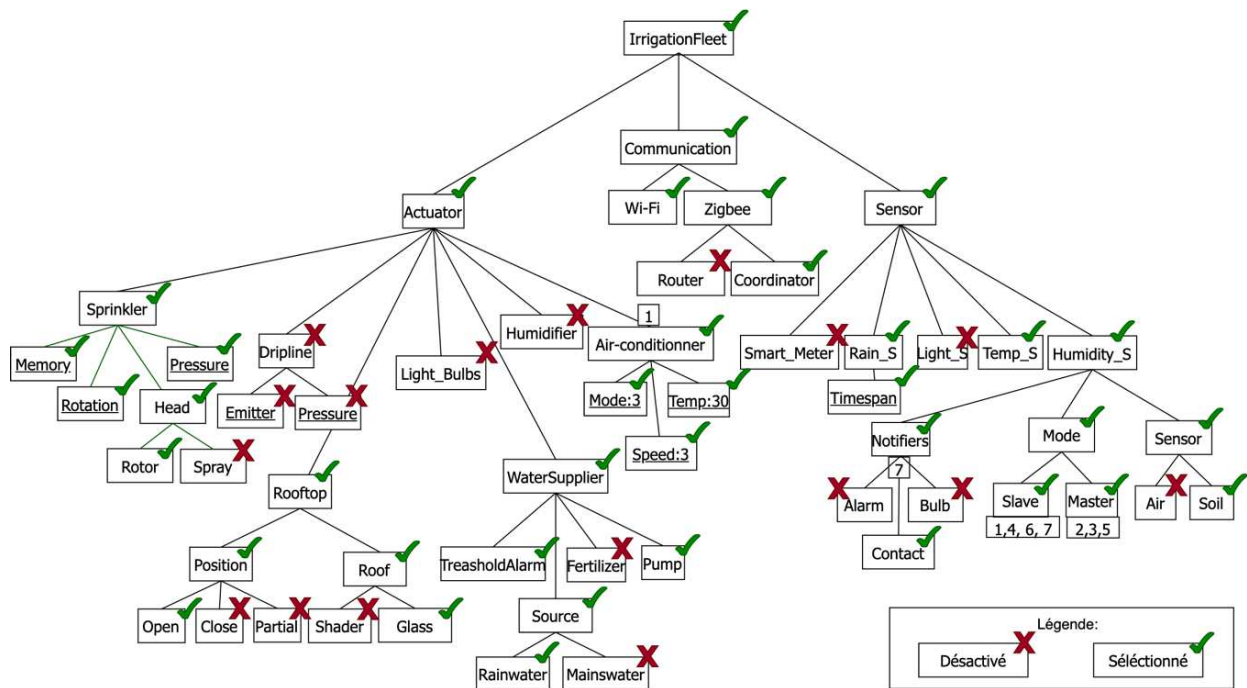 IrrigationFleet
Communication
Actuator
Wi-Fi
Zigbee
Sensor
Router
Coordinator
Sprinkler
1
Humidifier
Air-conditionner
Memory
Pressure
Dripline
Light_Bulbs
Smart_Meter
Rain_S
Light_S
Temp_S
Humidity_S
Rotation
Head
Emitter
Pressure
Mode:3
Temp:30
Timespan
Rotor
Spray
Speed:3
Notifiers
Mode
Sensor
7
Rooftop
WaterSupplier
Alarm
Bulb
Slave
Master
Air
Soil
1,4, 6, 7
2,3,5
Contact
Position
Roof
TreasholdAlarm
Fertilizer
Pump
Open
Close
Partial
Shader
Glass
Source
Rainwater
Mainswater
Légende:
Désactivé
Séléctionné